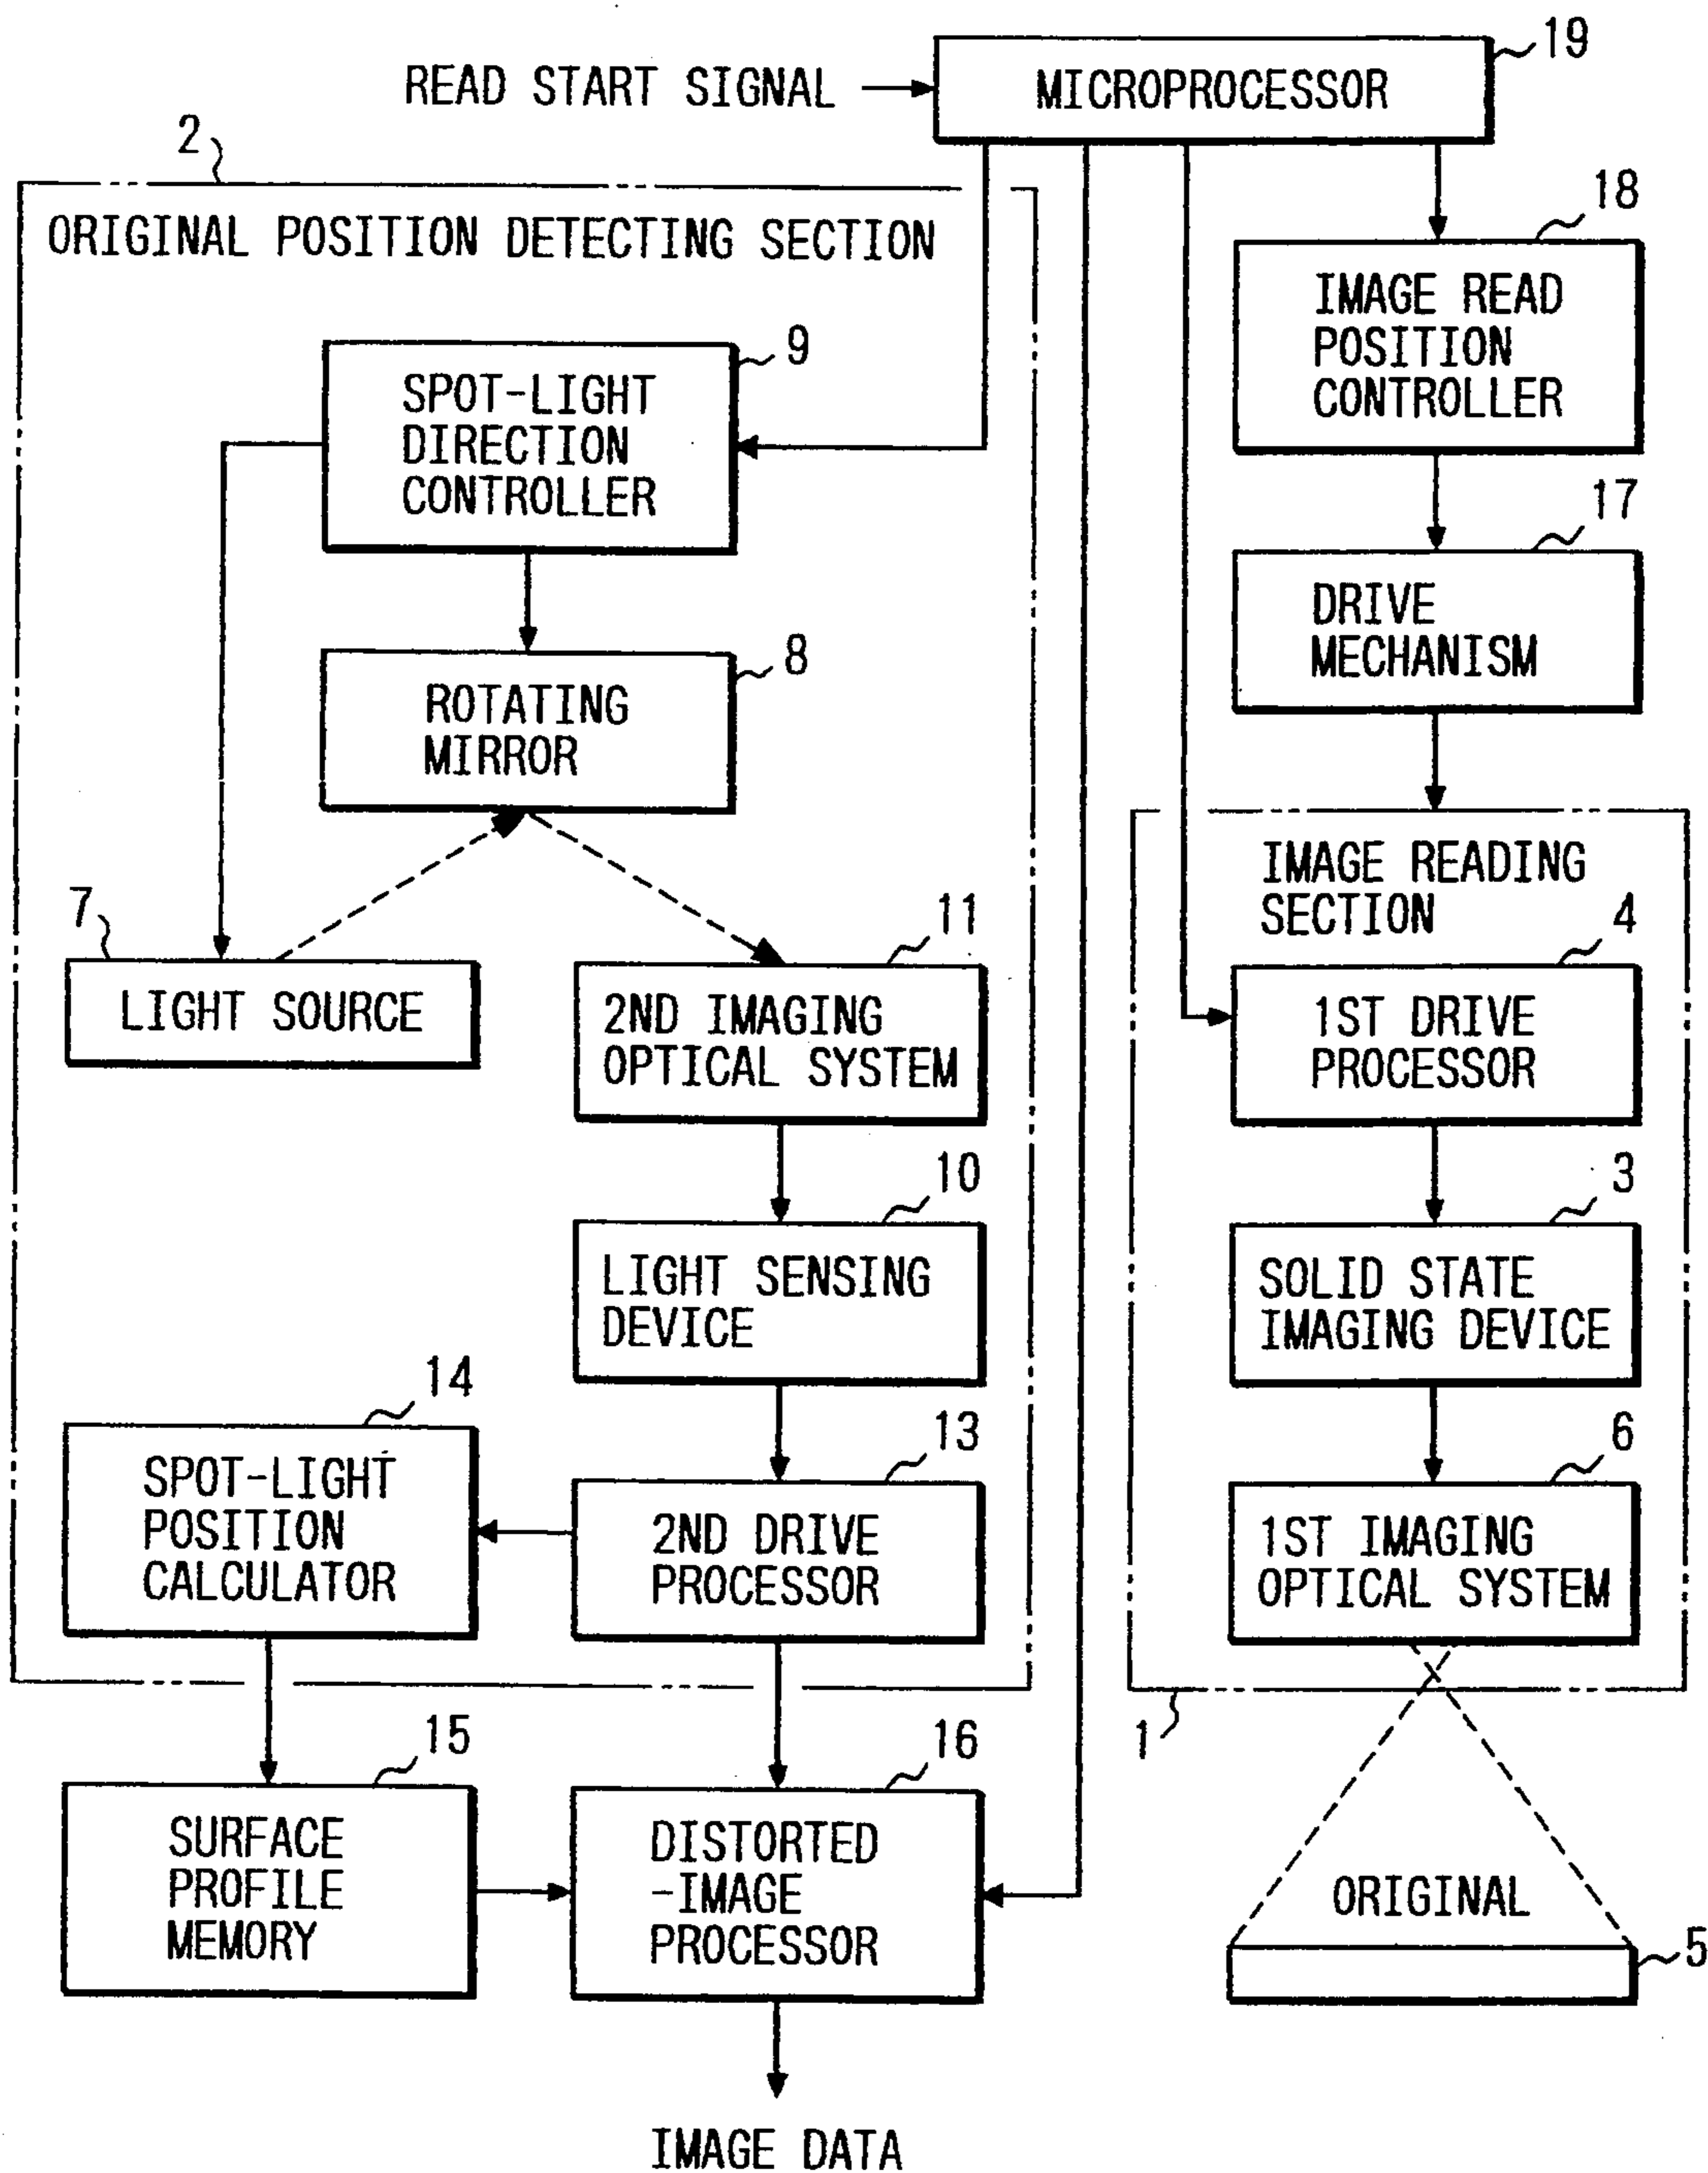 19
READ START SIGNAL
MICROPROCESSOR
2
18
ORIGINAL POSITION DETECTING SECTION
IMAGE READ
POSITION
CONTROLLER
9
SPOT-LIGHT
DIRECTION
CONTROLLER
17
DRIVE
MECHANISM
8
ROTATING
MIRROR
IMAGE READING
SECTION
7
11
4
LIGHT SOURCE
2ND IMAGING
OPTICAL SYSTEM
1ST DRIVE
PROCESSOR
10
3
LIGHT SENSING
DEVICE
SOLID STATE
IMAGING DEVICE
14
13
6
SPOT-LIGHT
POSITION
CALCULATOR
2ND DRIVE
PROCESSOR
1ST IMAGING
OPTICAL SYSTEM
1
15
16
SURFACE
PROFILE
MEMORY
DISTORTED
-IMAGE
PROCESSOR
ORIGINAL
5
IMAGE DATA